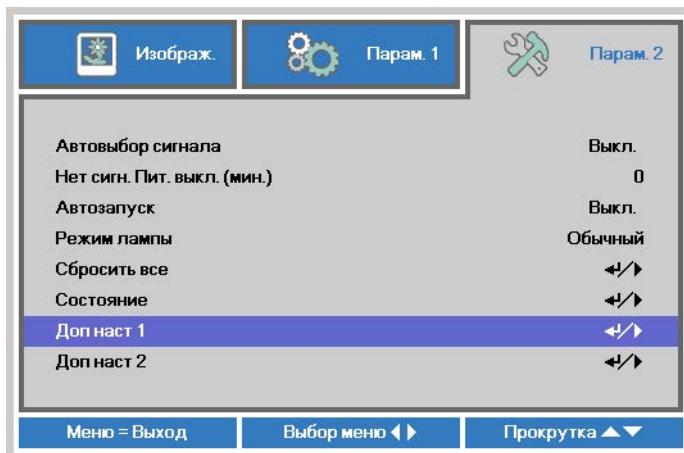 Изображ.
Парам. 1
Парам. 2
Автовыбор сигнала Выкл.
Нет сигн. Пит. выкл. (мин.) 0
Автозапуск Выкл.
Режим лампы Обычный
Сбросить все ↵/▶
Состояние ↵/▶
Доп наст 1 ↵/▶
Доп наст 2 ↵/▶
Меню = Выход
Выбор меню ◀▶
Прокрутка ▲▼